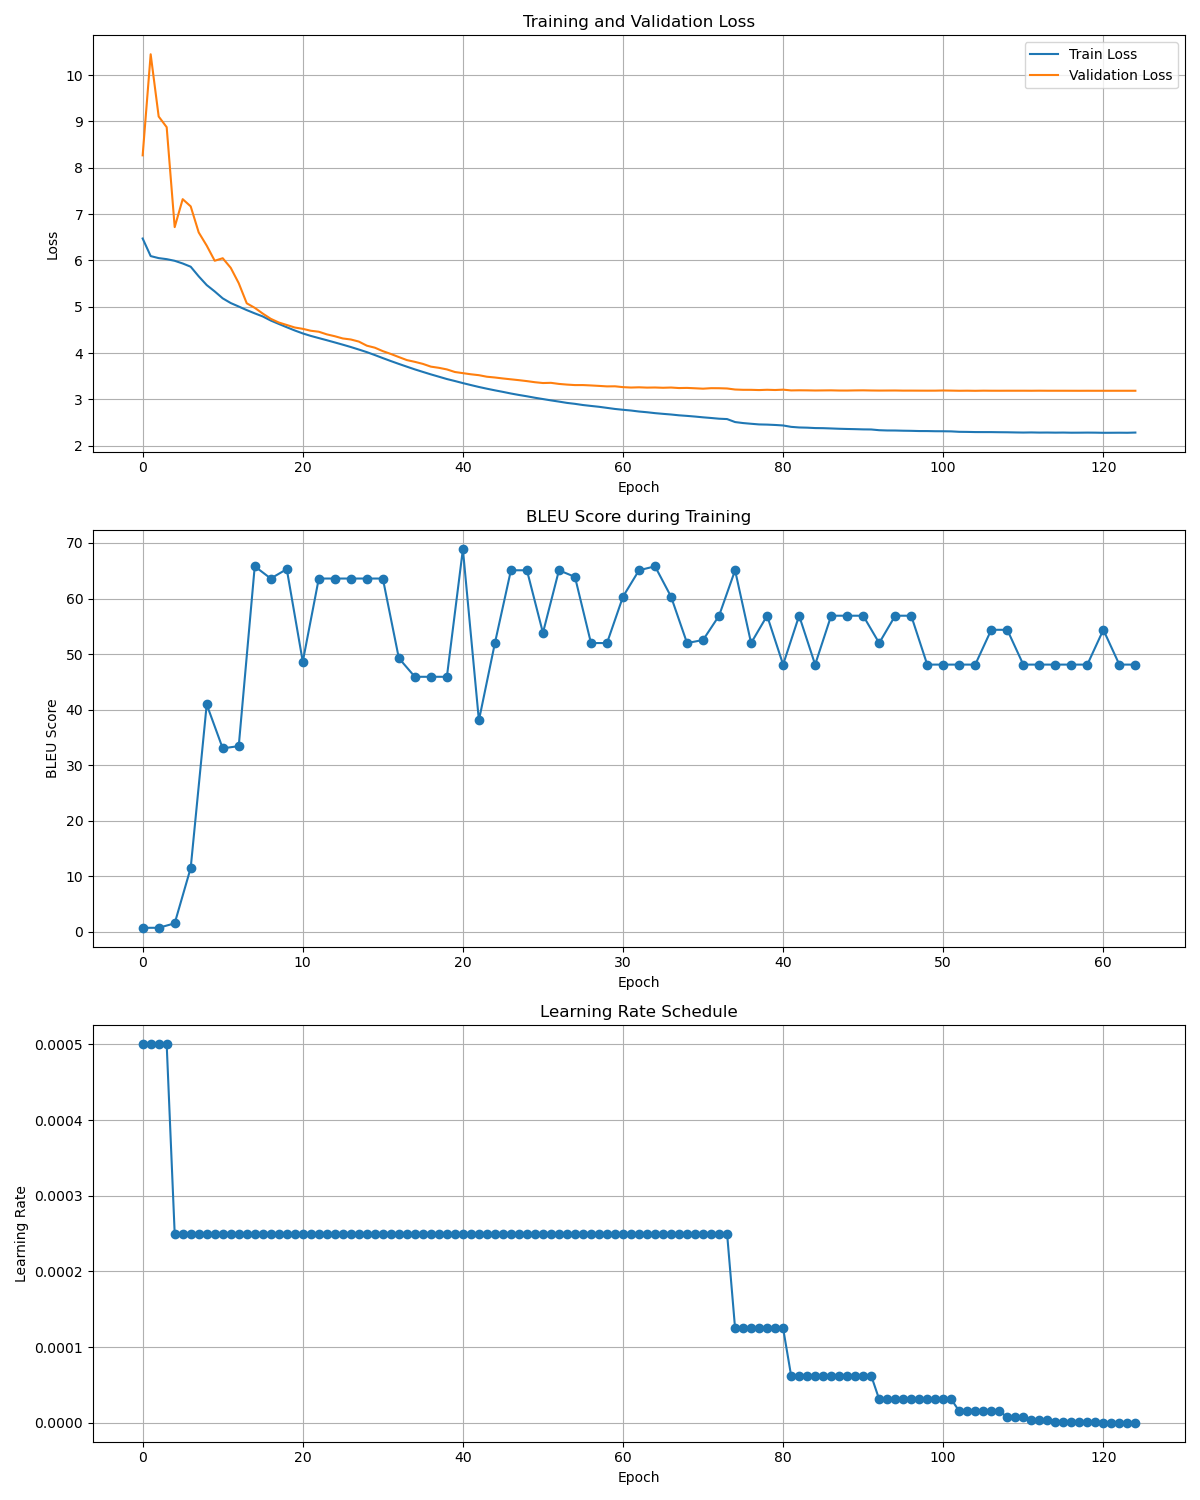 Training and Validation Loss
Train Loss
Validation Loss
10
9
8
7
6
5
4
3
2
Loss
0 20 40 60 80 100 120
Epoch
BLEU Score during Training
70
60
50
40
30
20
10
0
BLEU Score
0 10 20 30 40 50 60
Epoch
Learning Rate Schedule
0.0005
0.0004
0.0003
0.0002
0.0001
0.0000
Learning Rate
0 20 40 60 80 100 120
Epoch